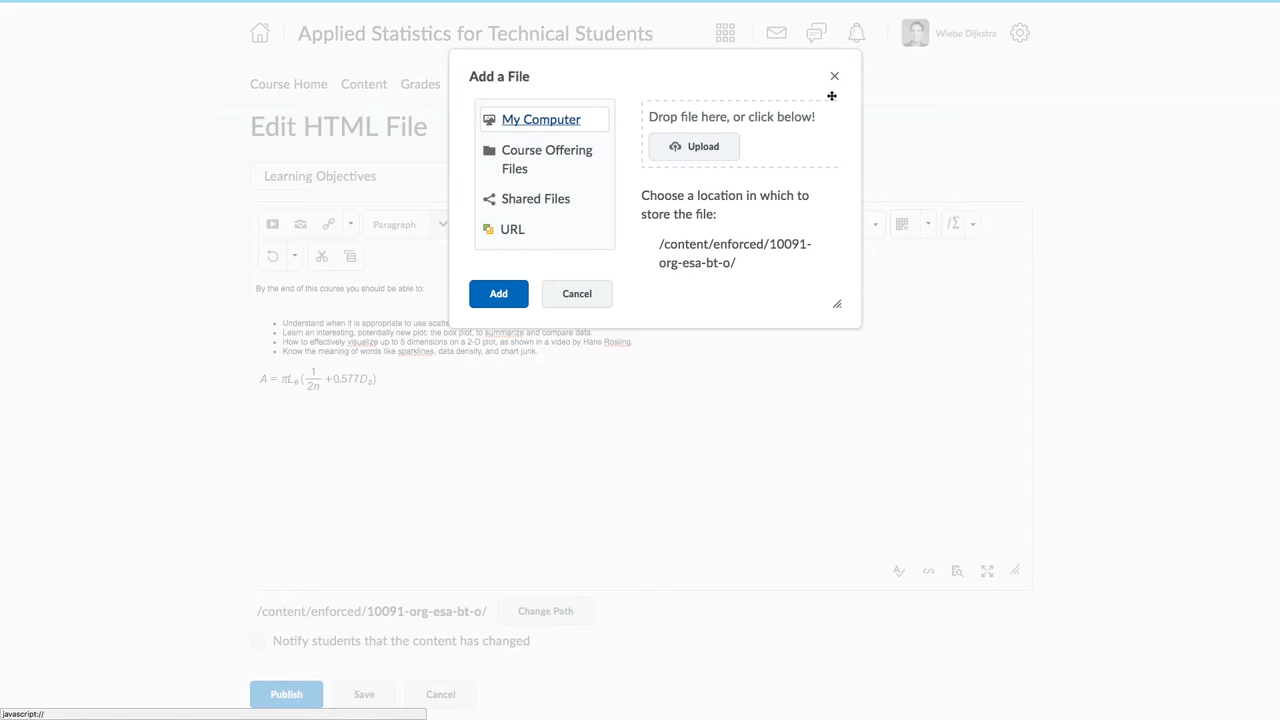 Applied Statistics for Technical Students
Wiebe Dijkstra
Course Home Content Grades
Edit HTML File
Learning Objectives
Paragraph
Add a File
My Computer
Course Offering
Files
Shared Files
URL
Drop file here, or click below!
Upload
Choose a location in which to
store the file:
/content/enforced/10091-
org-esa-bt-o/
Add
Cancel
By the end of this course you should be able to:
Understand when it is appropriate to use scatte
Learn an interesting, potentially new plot: the box plot, to summarize and compare data.
How to effectively visualize up to 5 dimensions on a 2-D plot, as shown in a video by Hans Rosling.
Know the meaning of words like sparklines, data density, and chart junk.
A = πLₑ(1/2n +0.577Dₛ)
/content/enforced/10091-org-esa-bt-o/
Change Path
Notify students that the content has changed
Publish
Save
Cancel
javascript://